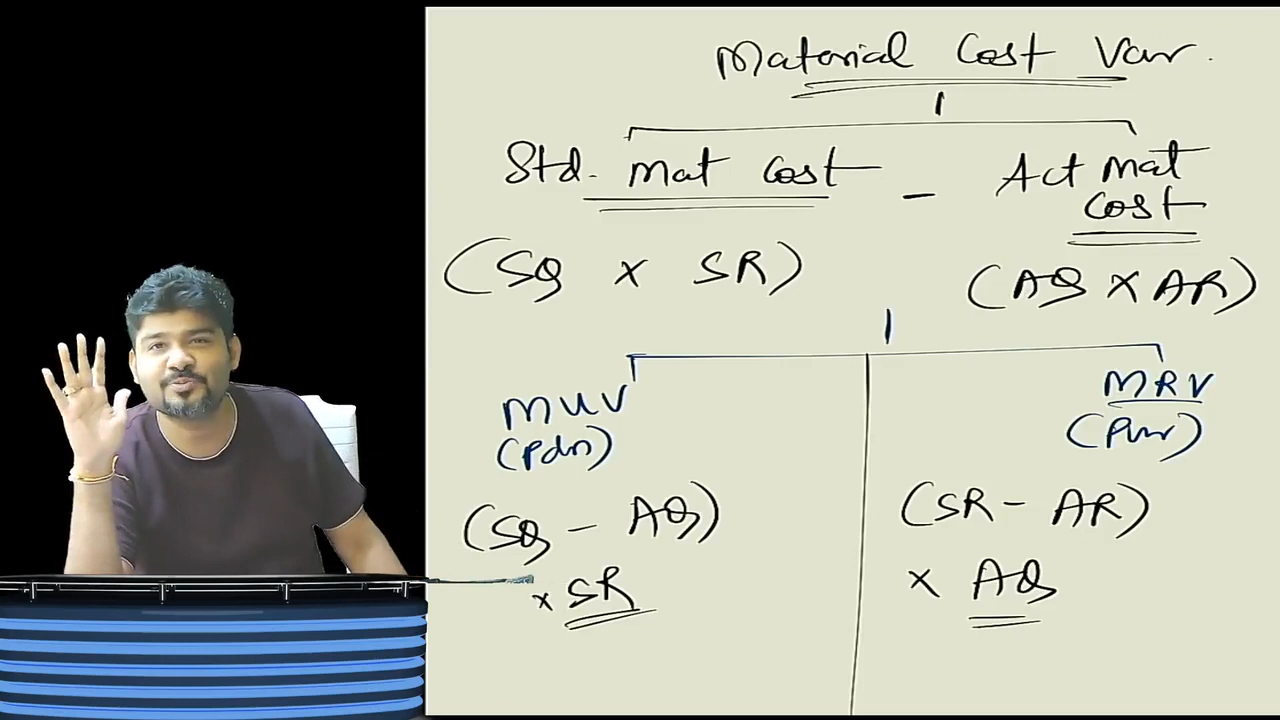 Material Cost Var.
Std. mat cost - Act mat cost
(SQ x SR) (AQ x AR)
MUV MRV
(Pdn) (Pur)
(SQ - AQ) (SR - AR)
x SR x AQ